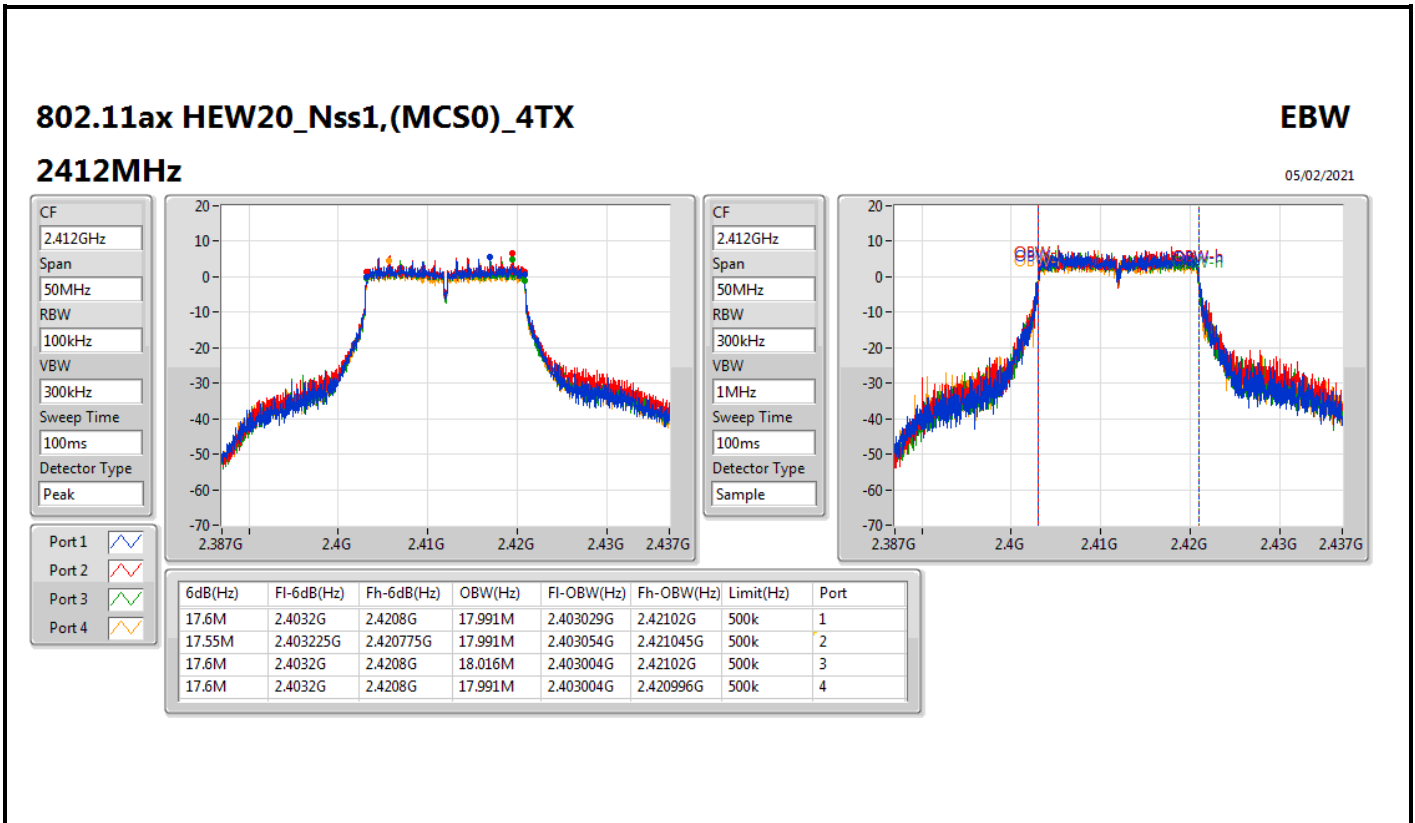 802.11ax HEW20_Nss1,(MCS0)_4TX
EBW
2412MHz
05/02/2021
CF
2.412GHz
Span
50MHz
RBW
100kHz
VBW
300kHz
Sweep Time
100ms
Detector Type
Peak
20
10
0
-10
-20
-30
-40
-50
-60
-70
2.387G 2.4G 2.41G 2.42G 2.43G 2.437G
CF
2.412GHz
Span
50MHz
RBW
300kHz
VBW
1MHz
Sweep Time
100ms
Detector Type
Sample
20
10
0
-10
-20
-30
-40
-50
-60
-70
2.387G 2.4G 2.41G 2.42G 2.43G 2.437G
Port 1
Port 2
Port 3
Port 4
6dB(Hz) Fl-6dB(Hz) Fh-6dB(Hz) OBW(Hz) Fl-OBW(Hz) Fh-OBW(Hz) Limit(Hz) Port
17.6M 2.4032G 2.4208G 17.991M 2.403029G 2.42102G 500k 1
17.55M 2.403225G 2.420775G 17.991M 2.403054G 2.421045G 500k 2
17.6M 2.4032G 2.4208G 18.016M 2.403004G 2.42102G 500k 3
17.6M 2.4032G 2.4208G 17.991M 2.403004G 2.420996G 500k 4